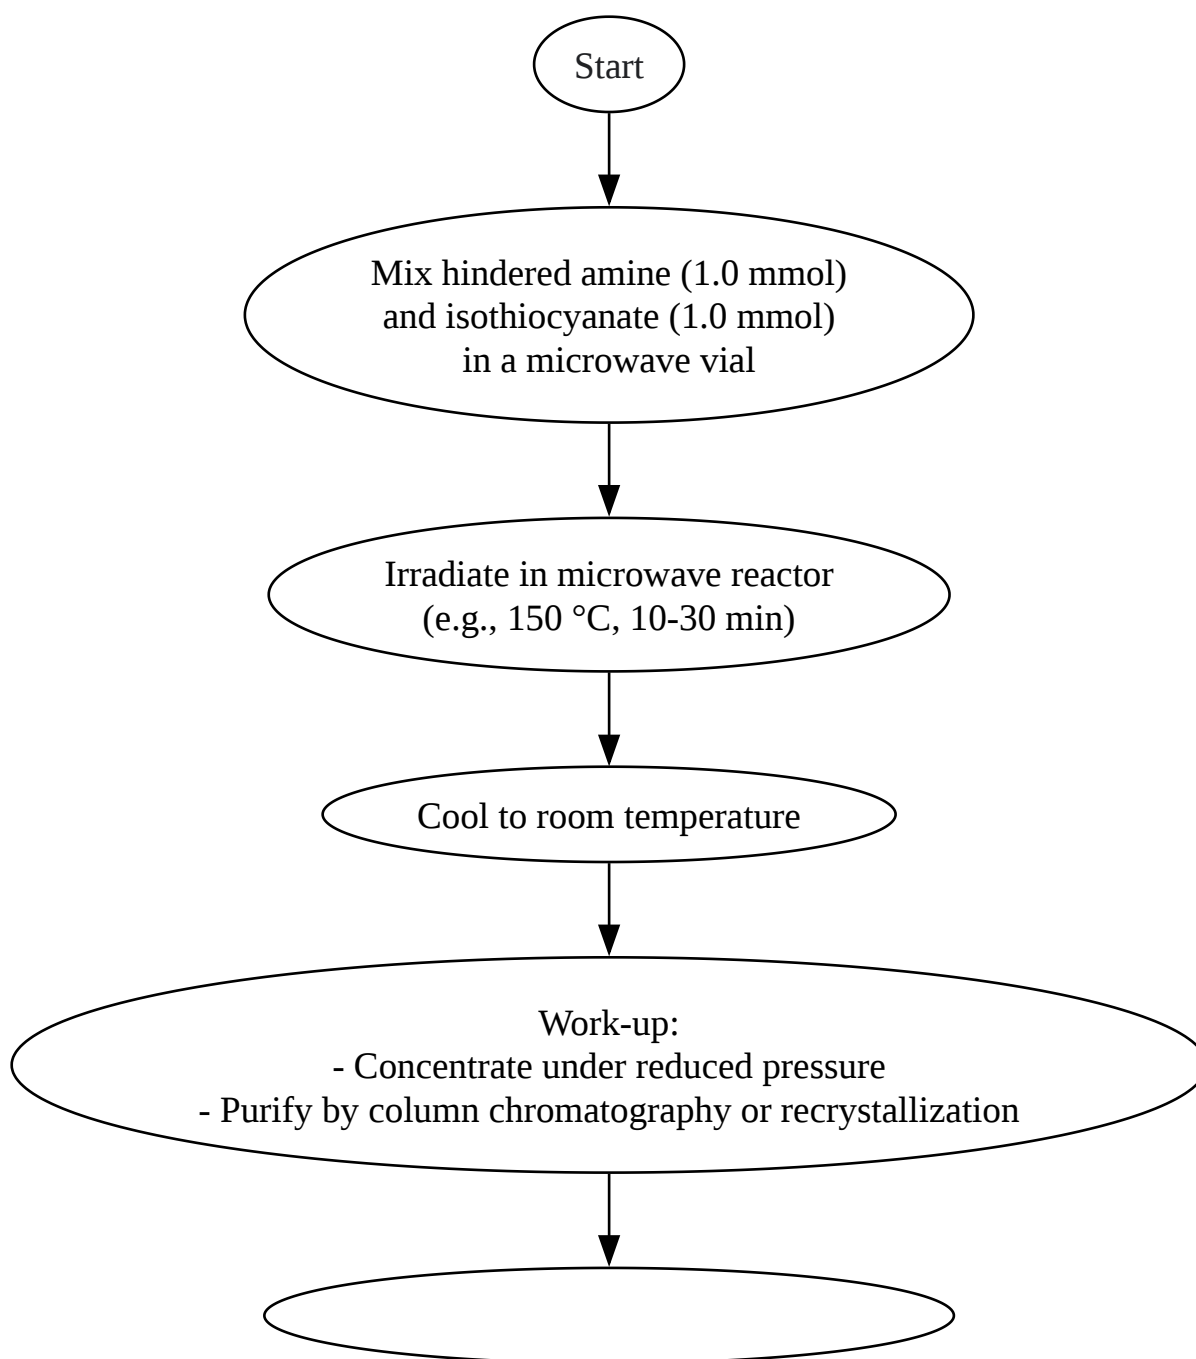 Start
Mix hindered amine (1.0 mmol)
and isothiocyanate (1.0 mmol)
in a microwave vial
Irradiate in microwave reactor
(e.g., 150 °C, 10-30 min)
Cool to room temperature
Work-up:
- Concentrate under reduced pressure
- Purify by column chromatography or recrystallization